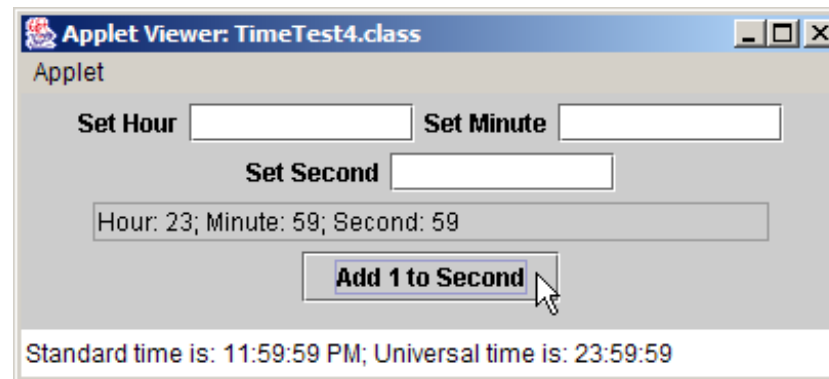 Applet Viewer: TimeTest4.class
Applet
Set Hour Set Minute
Set Second
Hour: 23; Minute: 59; Second: 59
Add 1 to Second
Standard time is: 11:59:59 PM; Universal time is: 23:59:59